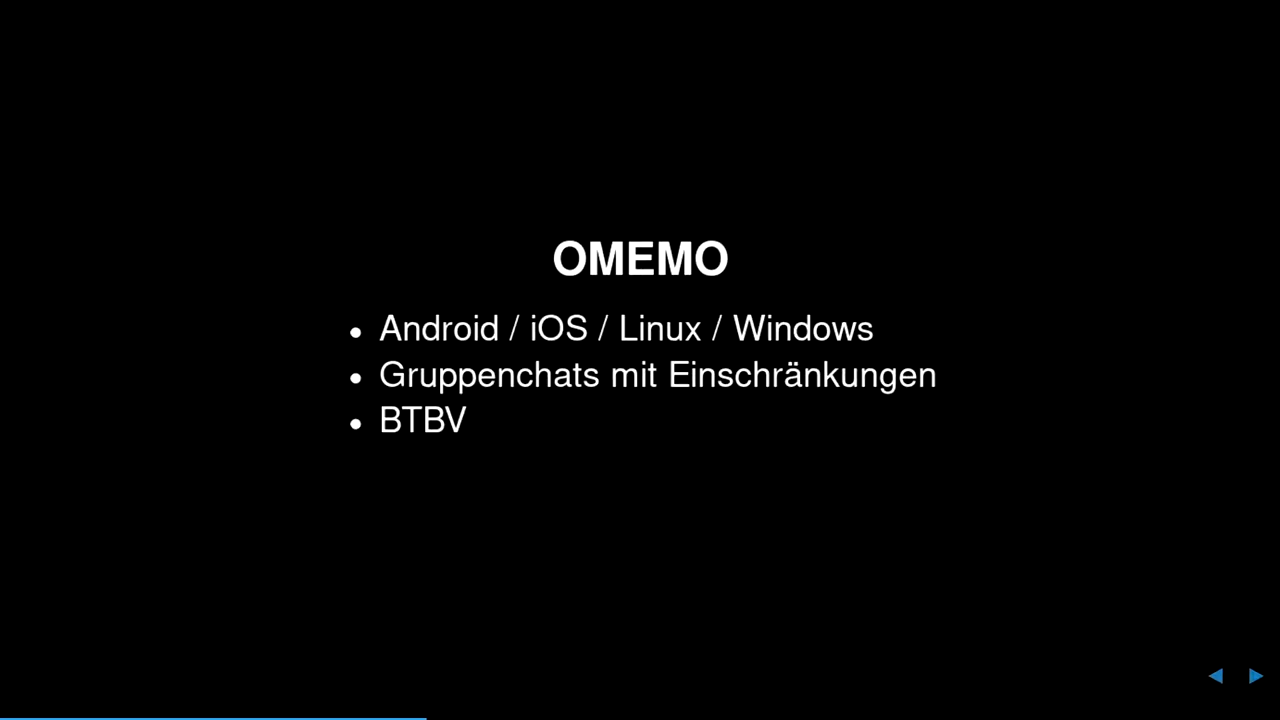 OMEMO
Android / iOS / Linux / Windows
Gruppenchats mit Einschränkungen
BTBV